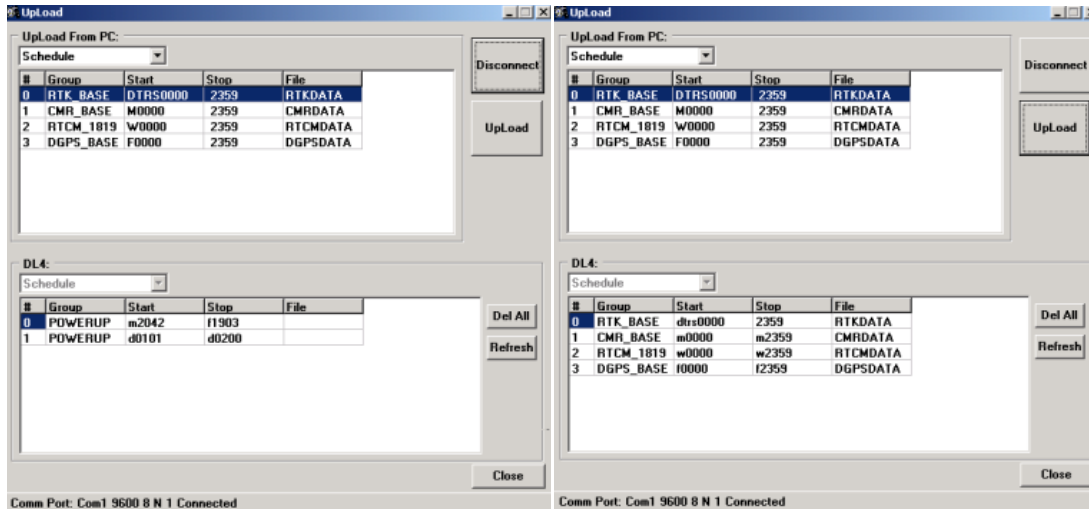 UpLoad
UpLoad From PC:
Schedule
# Group Start Stop File
0 RTK_BASE DTRS0000 2359 RTKDATA
1 CMR_BASE M0000 2359 CMRDATA
2 RTCM_1819 W0000 2359 RTCMDATA
3 DGPS_BASE F0000 2359 DGPSDATA
Disconnect
UpLoad
DL4:
Schedule
# Group Start Stop File
0 POWERUP m2042 f1903
1 POWERUP d0101 d0200
Del All
Refresh
Close
Comm Port: Com1 9600 8 N 1 Connected
UpLoad
UpLoad From PC:
Schedule
# Group Start Stop File
0 RTK_BASE DTRS0000 2359 RTKDATA
1 CMR_BASE M0000 2359 CMRDATA
2 RTCM_1819 W0000 2359 RTCMDATA
3 DGPS_BASE F0000 2359 DGPSDATA
Disconnect
UpLoad
DL4:
Schedule
# Group Start Stop File
0 RTK_BASE dtrs0000 2359 RTKDATA
1 CMR_BASE m0000 m2359 CMRDATA
2 RTCM_1819 w0000 w2359 RTCMDATA
3 DGPS_BASE f0000 f2359 DGPSDATA
Del All
Refresh
Close
Comm Port: Com1 9600 8 N 1 Connected